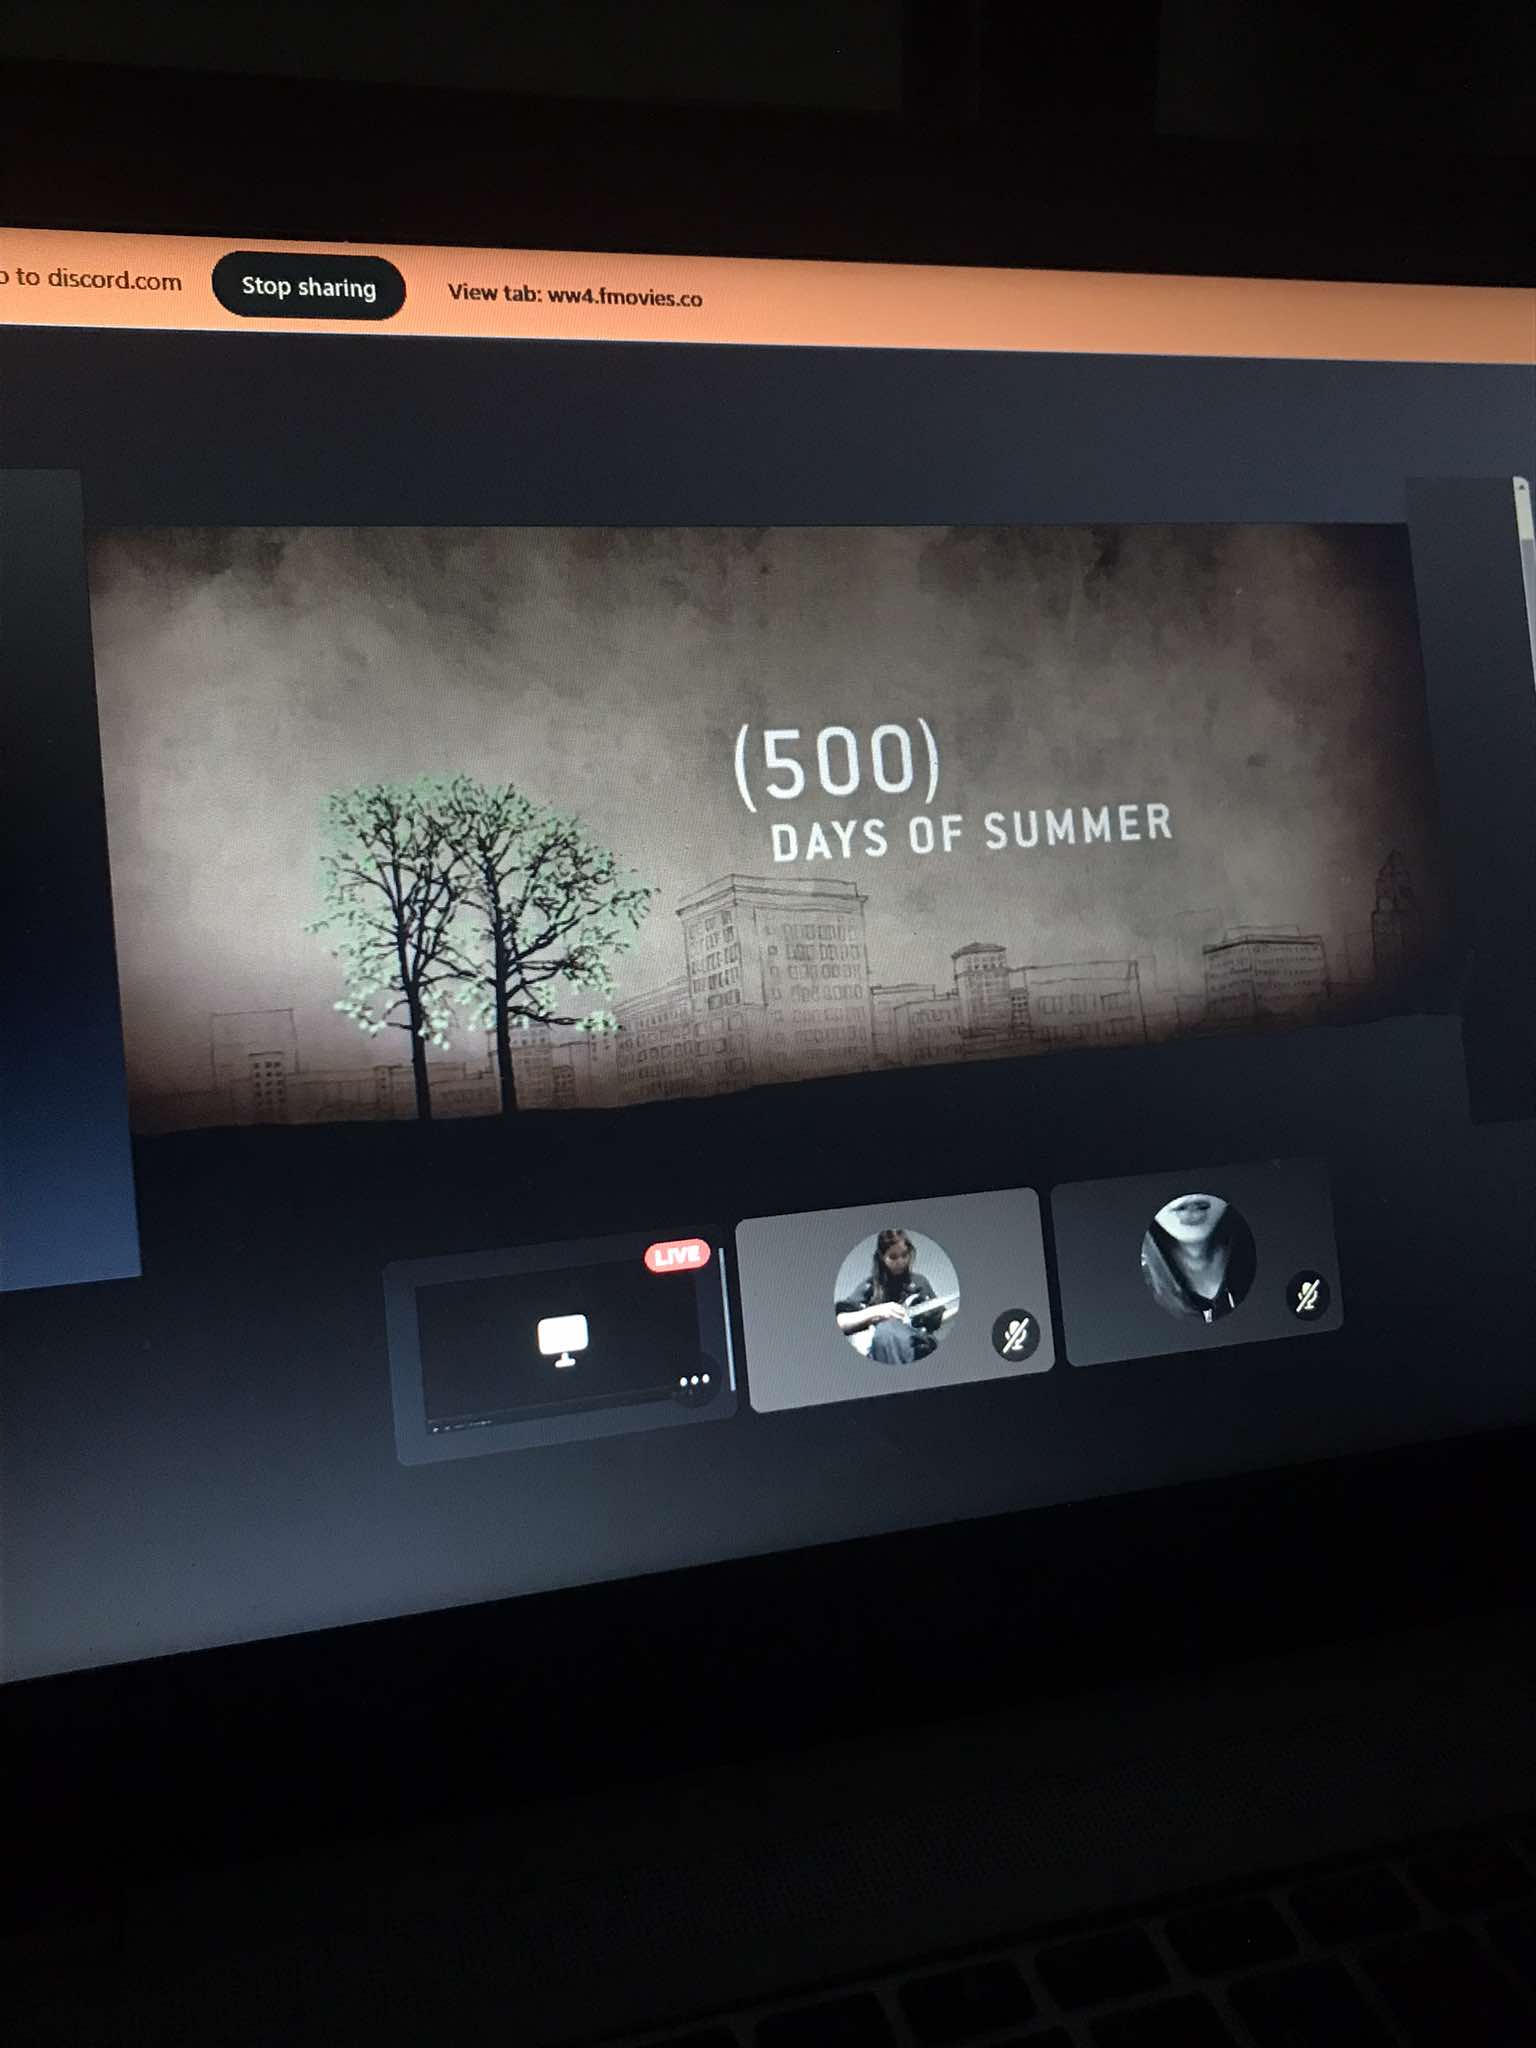 to discord.com
Stop sharing
View tab: ww4.fmovies.co
(500)
DAYS OF SUMMER
LIVE